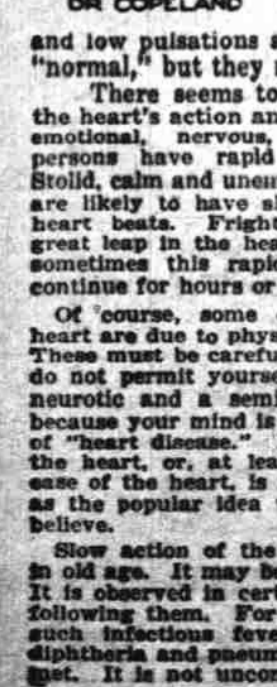 DR COPELAND
and low pulsations
"normal," but they
There seems to
the heart's action an
emotional, nervous,
persons have rapid
Stolid, calm and unem
are likely to have sl
heart beats. Fright
great leap in the hea
sometimes this rapi
continue for hours or
Of course, some
heart are due to phys
These must be carefu
do not permit yourse
neurotic and a semi
because your mind is
of "heart disease."
the heart, or, at lea
ease of the heart, is
as the popular idea
believe.
Slow action of the
in old age. It may be
It is observed in cert
following them. For
such infectious feve
diphtheria and pneum
It is not unco